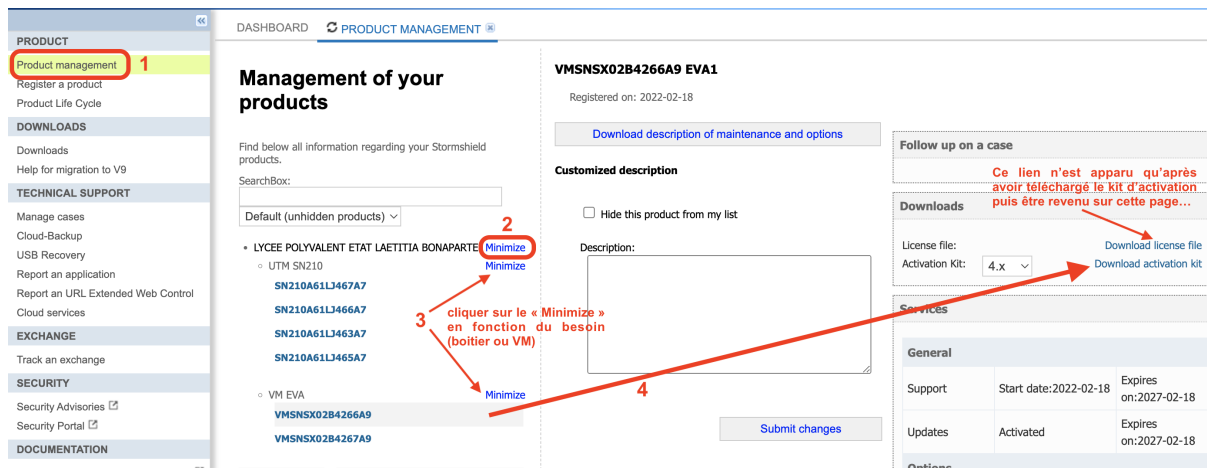 «
DASHBOARD
PRODUCT MANAGEMENT
PRODUCT
Product management
1
Register a product
Product Life Cycle
DOWNLOADS
Downloads
Help for migration to V9
TECHNICAL SUPPORT
Manage cases
Cloud-Backup
USB Recovery
Report an application
Report an URL Extended Web Control
Cloud services
EXCHANGE
Track an exchange
SECURITY
Security Advisories
Security Portal
DOCUMENTATION
Management of your
products
Find below all information regarding your Stormshield
products.
SearchBox:
Default (unhidden products)
2
• LYCEE POLYVALENT ETAT LAETITIA BONAPARTE Minimize
○ UTM SN210 Minimize
SN210A61LJ467A7
SN210A61LJ466A7
SN210A61LJ463A7
SN210A61LJ465A7
3
cliquer sur le « Minimize »
en fonction du besoin
(boitier ou VM)
○ VM EVA Minimize
VMSNSX02B4266A9
VMSNSX02B4267A9
VMSNSX02B4266A9 EVA1
Registered on: 2022-02-18
Download description of maintenance and options
Customized description
Hide this product from my list
Description:
4
Submit changes
Follow up on a case
Ce lien n’est apparu qu’après
avoir téléchargé le kit d’activation
puis être revenu sur cette page…
Downloads
License file: Download license file
Activation Kit: 4.x Download activation kit
Services
General
Support Start date:2022-02-18 Expires
on:2027-02-18
Updates Activated Expires
on:2027-02-18
Options